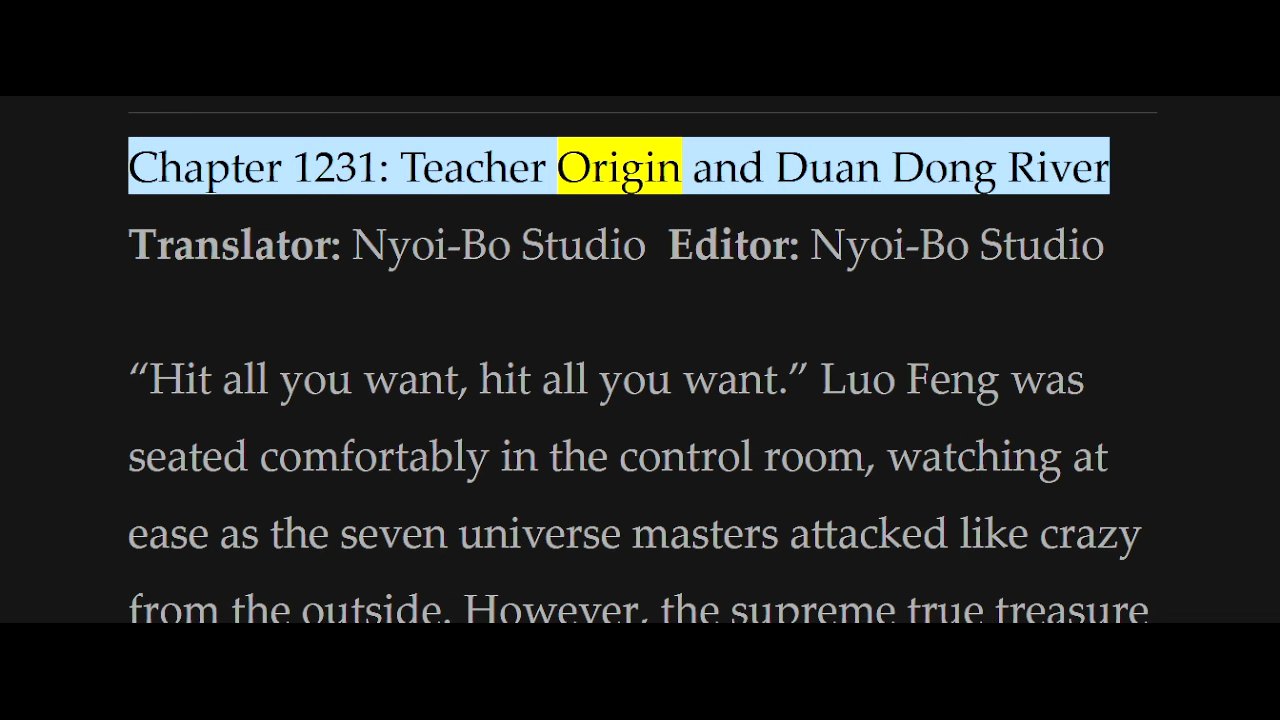 Chapter 1231: Teacher Origin and Duan Dong River
Translator: Nyoi-Bo Studio Editor: Nyoi-Bo Studio
“Hit all you want, hit all you want.” Luo Feng was
seated comfortably in the control room, watching at
ease as the seven universe masters attacked like crazy
from the outside. However, the supreme true treasure